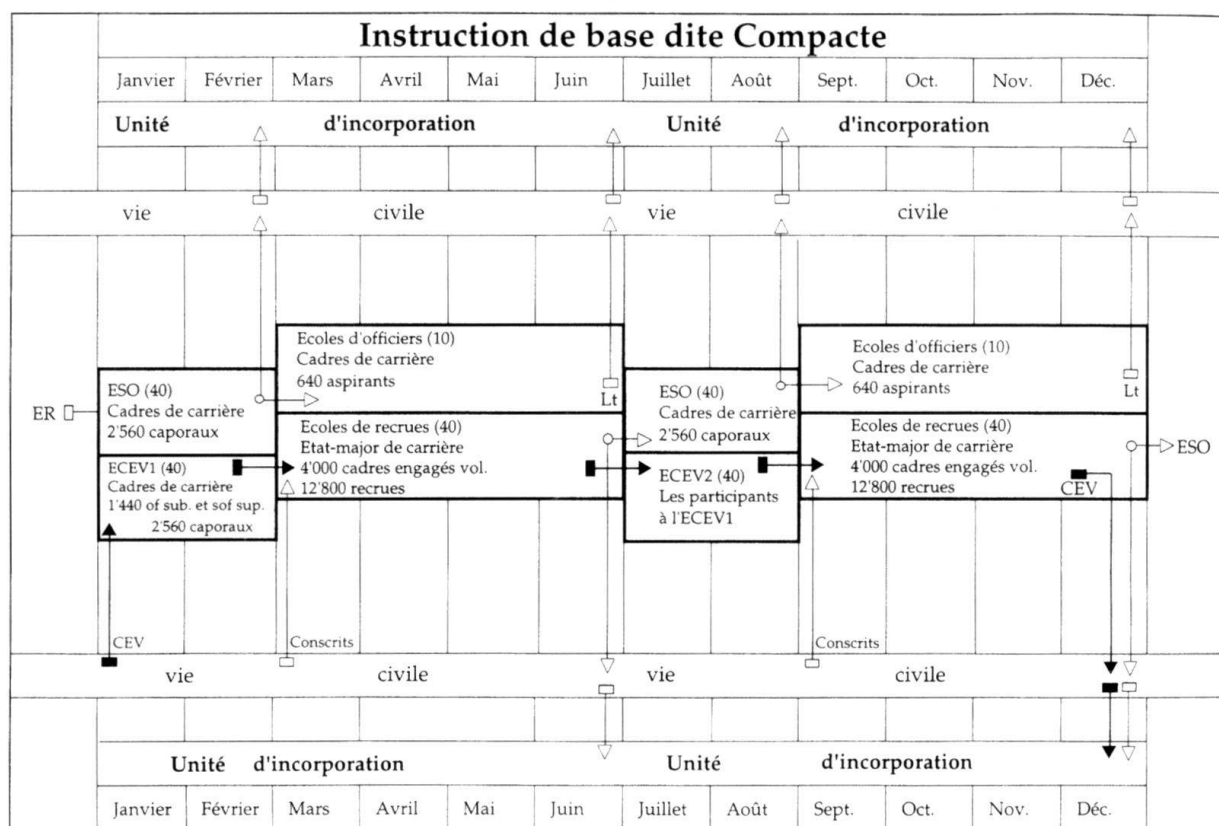 Instruction de base dite Compacte
Janvier Février Mars Avril Mai Juin Juillet Août Sept. Oct. Nov. Déc.
Unité d'incorporation Unité d'incorporation
vie civile vie civile
ER
ESO (40)
Cadres de carrière
2'560 caporaux
ECEV1 (40)
Cadres de carrière
1'440 of sub. et sof sup.
2'560 caporaux
Ecoles d'officiers (10)
Cadres de carrière
640 aspirants
Lt
Ecoles de recrues (40)
Etat-major de carrière
4'000 cadres engagés vol.
12'800 recrues
ESO (40)
Cadres de carrière
2'560 caporaux
ECEV2 (40)
Les participants
à l'ECEV1
Ecoles d'officiers (10)
Cadres de carrière
640 aspirants
Lt
Ecoles de recrues (40)
Etat-major de carrière
4'000 cadres engagés vol.
12'800 recrues
CEV
ESO
CEV Conscrits Conscrits
vie civile vie civile
Unité d'incorporation Unité d'incorporation
Janvier Février Mars Avril Mai Juin Juillet Août Sept. Oct. Nov. Déc.